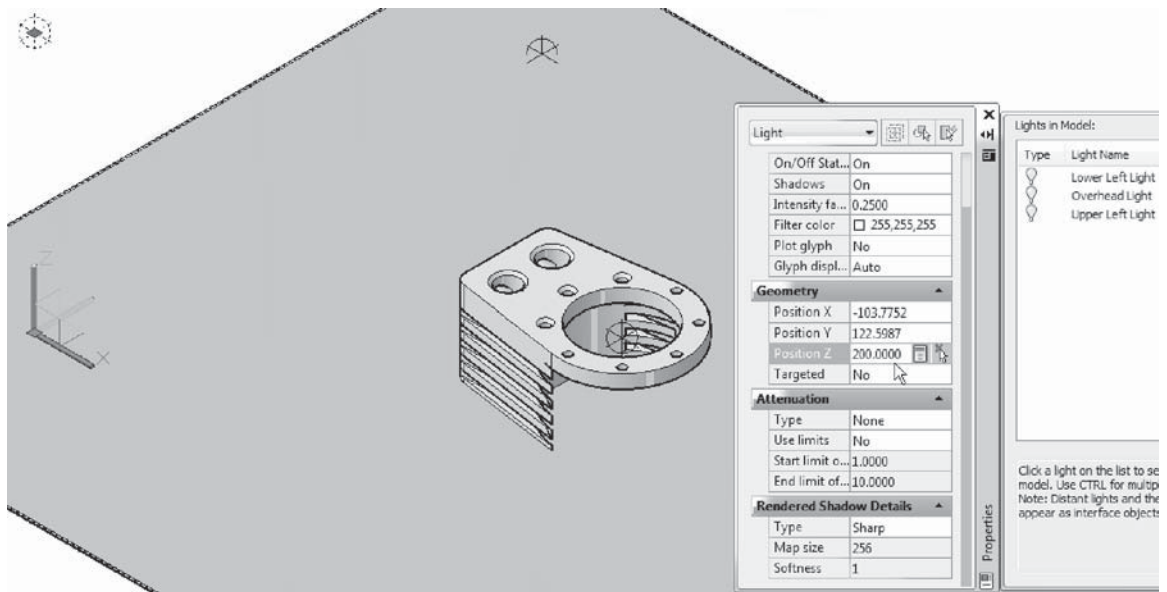 Z
X
Light
On/Off Stat... On
Shadows On
Intensity fa... 0.2500
Filter color 255,255,255
Plot glyph No
Glyph displ... Auto
Geometry
Position X -103.7752
Position Y 122.5987
Position Z 200.0000
Targeted No
Attenuation
Type None
Use limits No
Start limit o... 1.0000
End limit of... 10.0000
Rendered Shadow Details
Type Sharp
Map size 256
Softness 1
Properties
Lights in Model:
Type Light Name
Lower Left Light
Overhead Light
Upper Left Light
Click a light on the list to se
model. Use CTRL for multip
Note: Distant lights and the
appear as interface objects